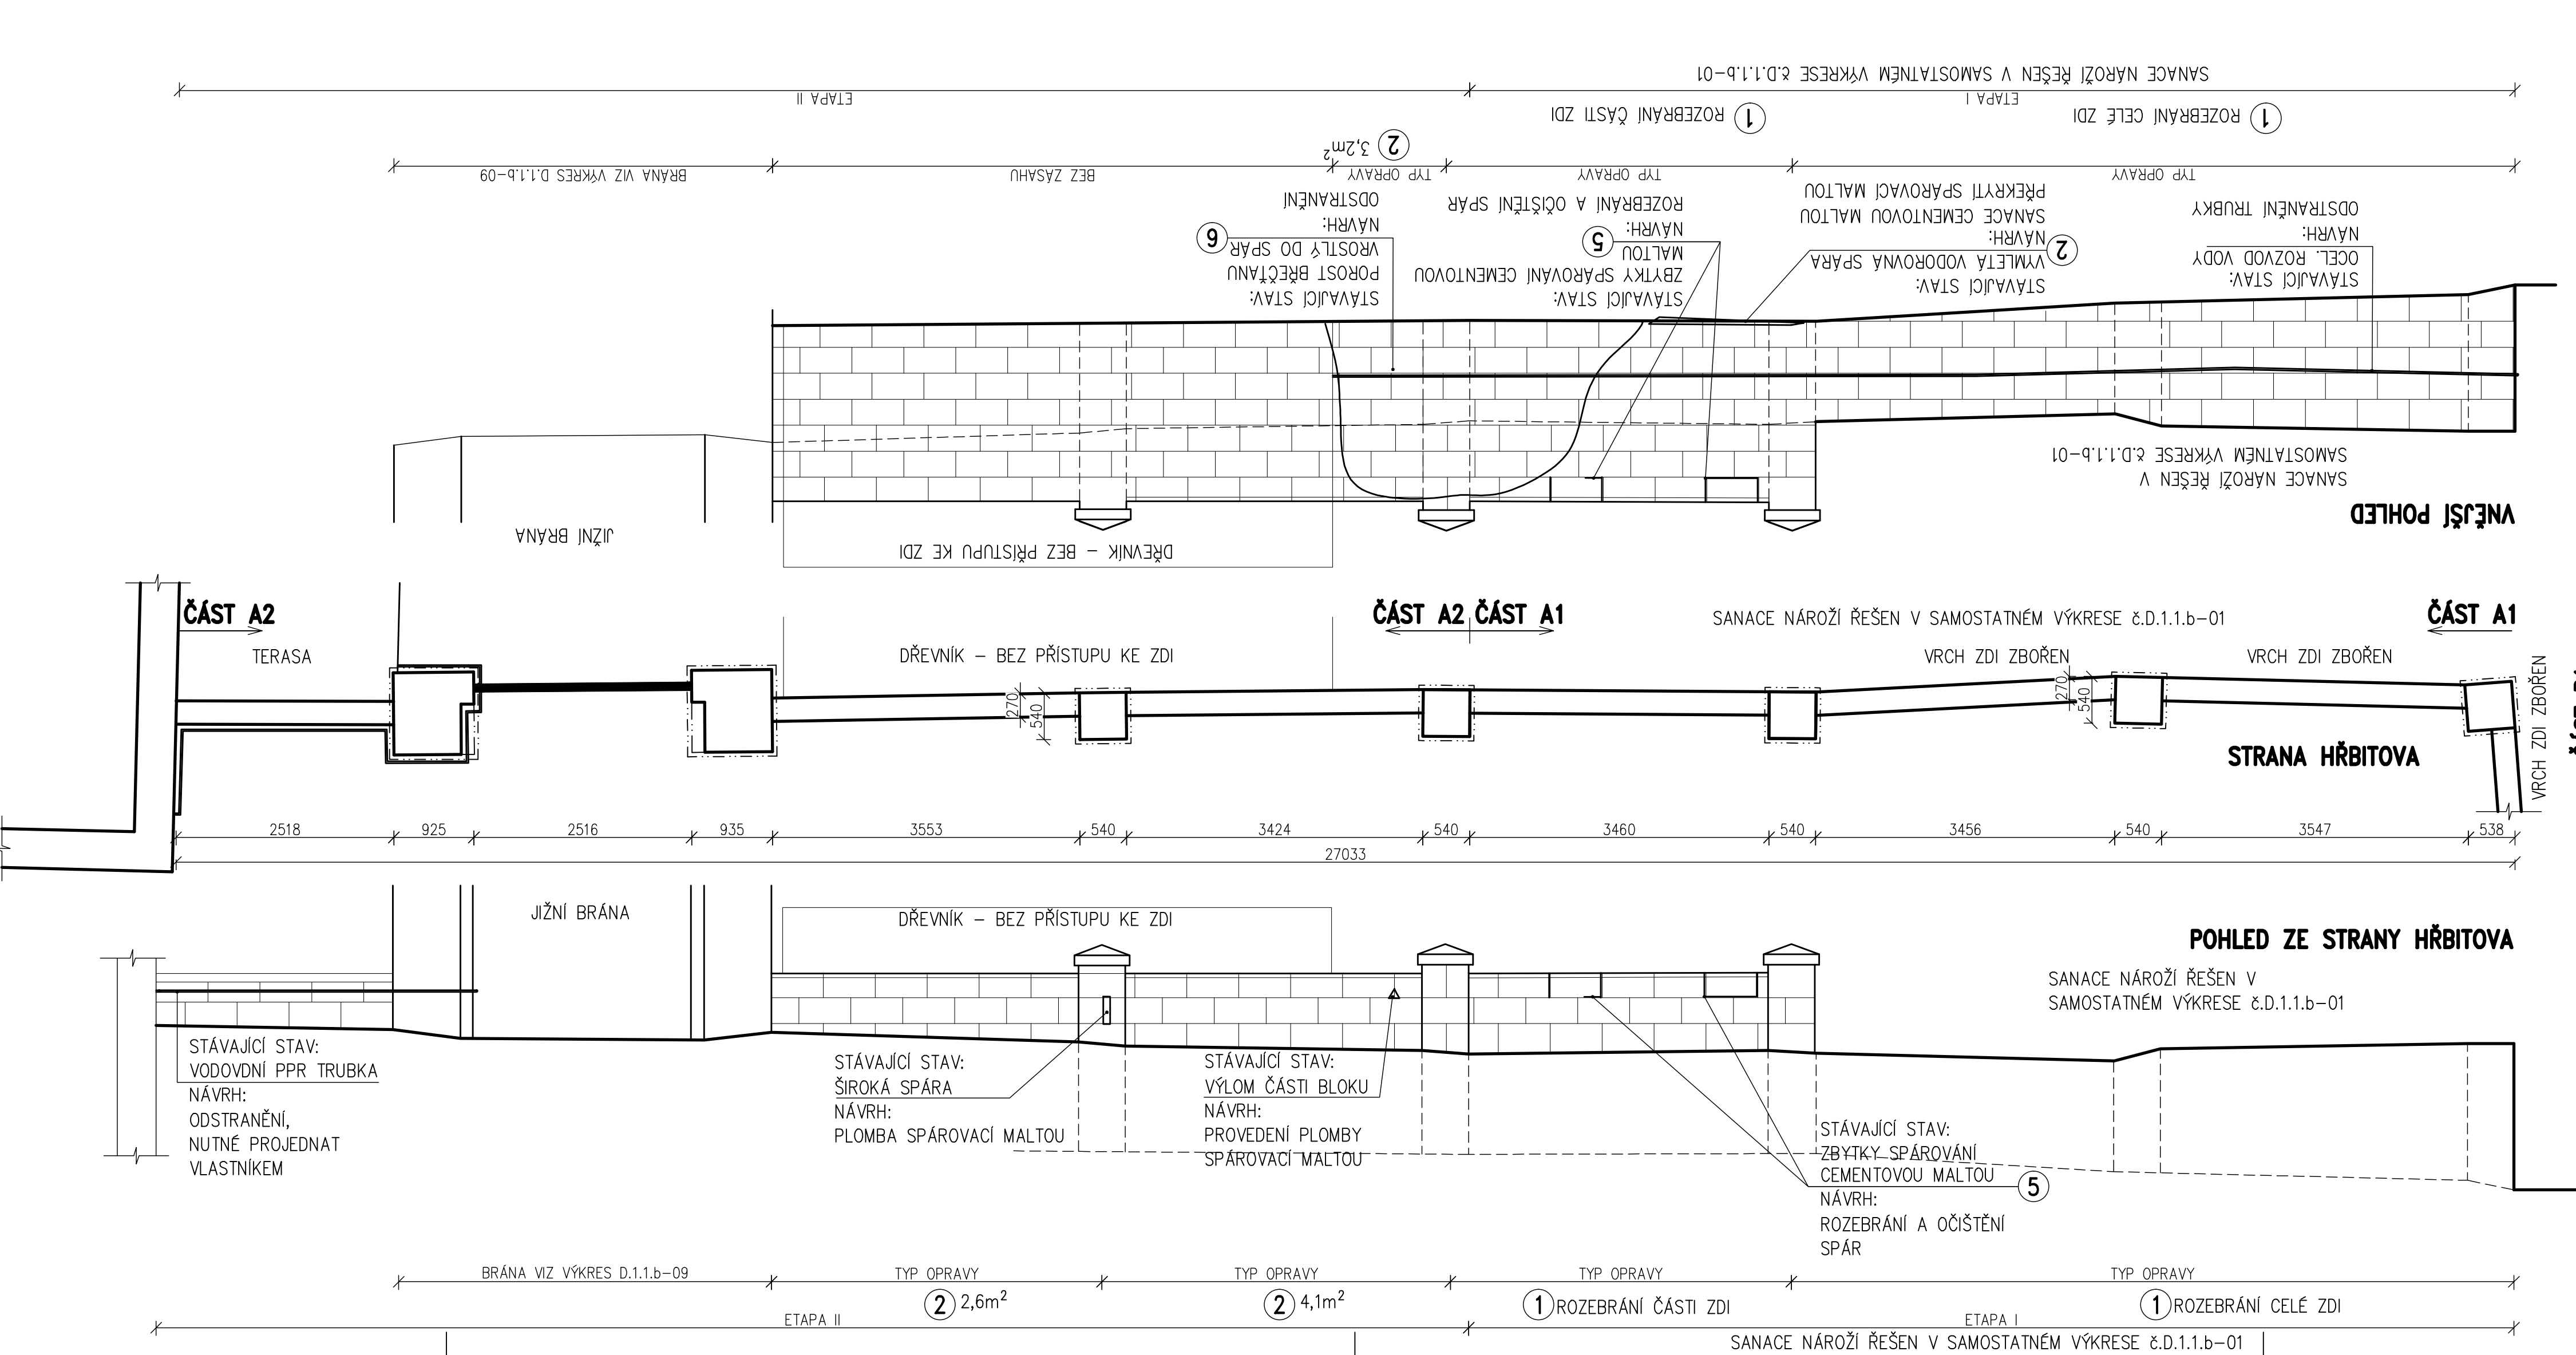 SANACE NÁROŽÍ ŘEŠEN V SAMOSTATNÉM VÝKRESE č.D.1.1.b-01
ETAPA II
ETAPA I
1 ROZEBRÁNÍ ČÁSTI ZDI
1 ROZEBRÁNÍ CELÉ ZDI
2 3,2m²
BRÁNA VIZ VÝKRES D.1.1.b-09
BEZ ZÁSAHU
TYP OPRAVY
TYP OPRAVY
TYP OPRAVY
STÁVAJÍCÍ STAV:
POROST BŘEČŤANU
VROSTLÝ DO SPÁR
NÁVRH:
ODSTRANĚNÍ
6
STÁVAJÍCÍ STAV:
ZBYTKY SPÁROVÁNÍ CEMENTOVOU
MALTOU
NÁVRH:
ROZEBRÁNÍ A OČIŠTĚNÍ SPÁR
5
STÁVAJÍCÍ STAV:
VYMLETÁ VODOROVNÁ SPÁRA
NÁVRH:
SANACE CEMENTOVOU MALTOU
PŘEKRYTÍ SPÁROVACÍ MALTOU
2
STÁVAJÍCÍ STAV:
OCEL. ROZVOD VODY
NÁVRH:
ODSTRANĚNÍ TRUBKY
SANACE NÁROŽÍ ŘEŠEN V
SAMOSTATNÉM VÝKRESE č.D.1.1.b-01
VNĚJŠÍ POHLED
JIŽNÍ BRÁNA
DŘEVNÍK – BEZ PŘÍSTUPU KE ZDI
ČÁST A2
ČÁST A2 ČÁST A1
SANACE NÁROŽÍ ŘEŠEN V SAMOSTATNÉM VÝKRESE č.D.1.1.b-01
ČÁST A1
TERASA
DŘEVNÍK – BEZ PŘÍSTUPU KE ZDI
VRCH ZDI ZBOŘEN
VRCH ZDI ZBOŘEN
VRCH ZDI ZBOŘEN
270
540
270
540
STRANA HŘBITOVA
2518 925 2516 935 3553 540 3424 540 3460 540 3456 540 3547 538
27033
JIŽNÍ BRÁNA
DŘEVNÍK – BEZ PŘÍSTUPU KE ZDI
POHLED ZE STRANY HŘBITOVA
SANACE NÁROŽÍ ŘEŠEN V
SAMOSTATNÉM VÝKRESE č.D.1.1.b-01
STÁVAJÍCÍ STAV:
VODOVDNÍ PPR TRUBKA
NÁVRH:
ODSTRANĚNÍ,
NUTNÉ PROJEDNAT
VLASTNÍKEM
STÁVAJÍCÍ STAV:
ŠIROKÁ SPÁRA
NÁVRH:
PLOMBA SPÁROVACÍ MALTOU
STÁVAJÍCÍ STAV:
VÝLOM ČÁSTI BLOKU
NÁVRH:
PROVEDENÍ PLOMBY
SPÁROVACÍ MALTOU
STÁVAJÍCÍ STAV:
ZBYTKY SPÁROVÁNÍ
CEMENTOVOU MALTOU
NÁVRH:
ROZEBRÁNÍ A OČIŠTĚNÍ
SPÁR
5
BRÁNA VIZ VÝKRES D.1.1.b-09
TYP OPRAVY
TYP OPRAVY
TYP OPRAVY
TYP OPRAVY
2 2,6m²
2 4,1m²
1 ROZEBRÁNÍ ČÁSTI ZDI
1 ROZEBRÁNÍ CELÉ ZDI
ETAPA II
ETAPA I
SANACE NÁROŽÍ ŘEŠEN V SAMOSTATNÉM VÝKRESE č.D.1.1.b-01